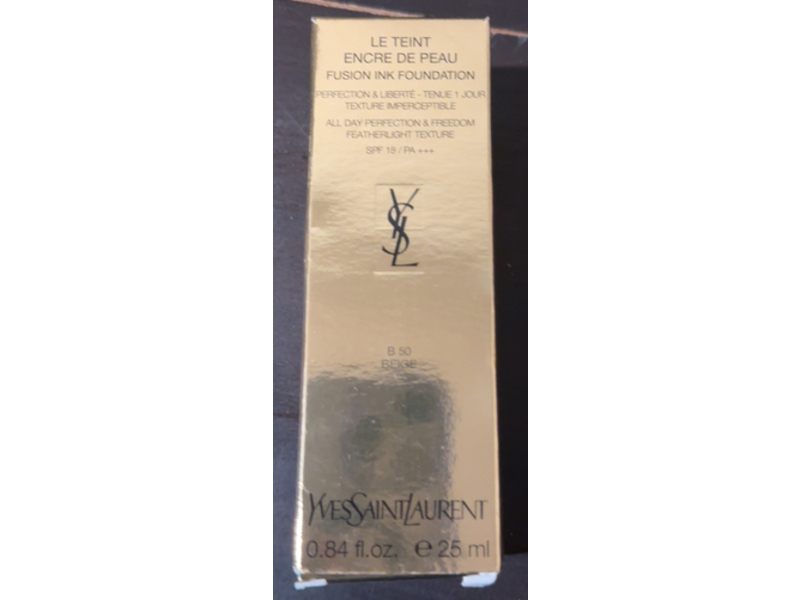 LE TEINT
ENCRE DE PEAU
FUSION INK FOUNDATION
PERFECTION & LIBERTÉ - TENUE 1 JOUR
TEXTURE IMPERCEPTIBLE
ALL DAY PERFECTION & FREEDOM
FEATHERLIGHT TEXTURE
SPF 18 / PA +++
YSL
B 50
BEIGE
YVESSAINTLAURENT
0.84 fl.oz. ℮ 25 ml